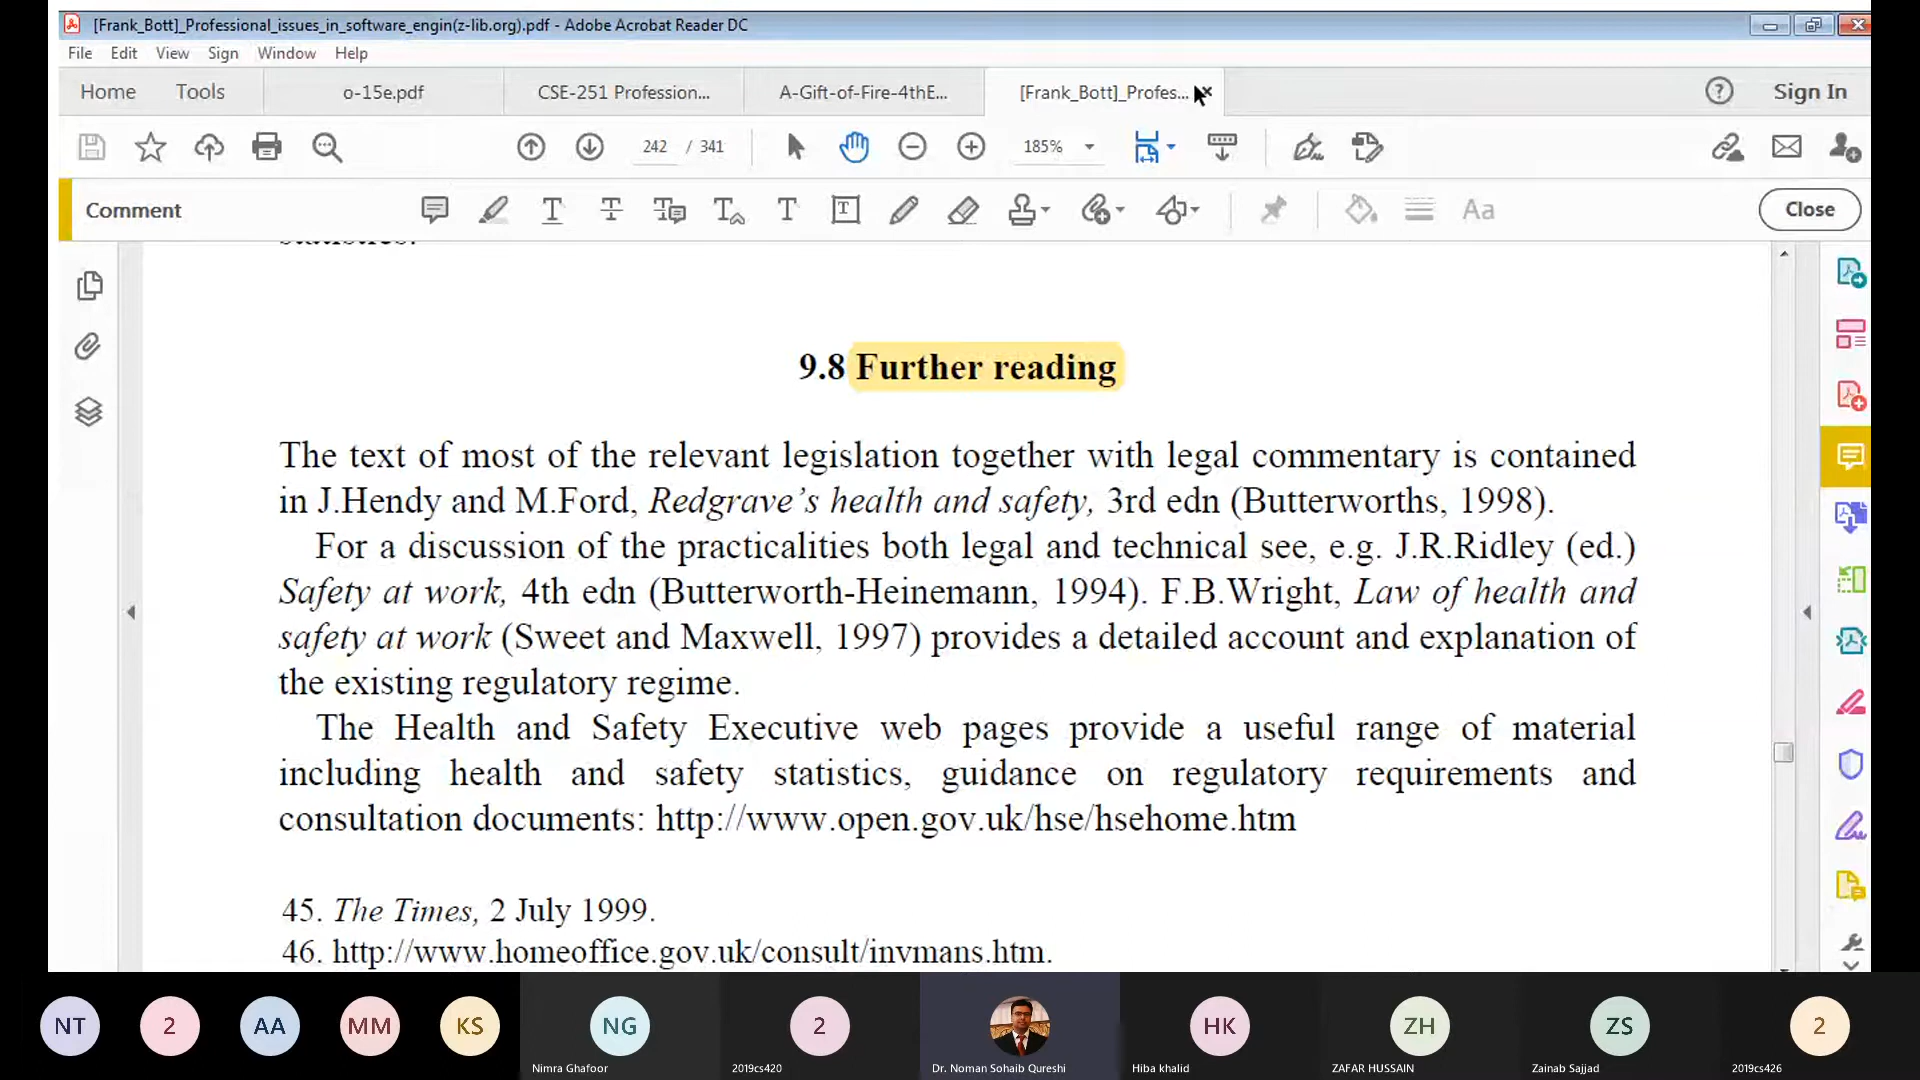 [Frank_Bott]_Professional_issues_in_software_engin(z-lib.org).pdf - Adobe Acrobat Reader DC
File Edit View Sign Window Help
Home Tools o-15e.pdf CSE-251 Profession... A-Gift-of-Fire-4thE... [Frank_Bott]_Profes... Sign In
242 / 341 185%
Comment Close
statistics.
9.8 Further reading
The text of most of the relevant legislation together with legal commentary is contained
in J.Hendy and M.Ford, Redgrave’s health and safety, 3rd edn (Butterworths, 1998).
For a discussion of the practicalities both legal and technical see, e.g. J.R.Ridley (ed.)
Safety at work, 4th edn (Butterworth-Heinemann, 1994). F.B.Wright, Law of health and
safety at work (Sweet and Maxwell, 1997) provides a detailed account and explanation of
the existing regulatory regime.
The Health and Safety Executive web pages provide a useful range of material
including health and safety statistics, guidance on regulatory requirements and
consultation documents: http://www.open.gov.uk/hse/hsehome.htm
45. The Times, 2 July 1999.
46. http://www.homeoffice.gov.uk/consult/invmans.htm.
NT 2 AA MM KS NG 2 HK ZH ZS 2
Nimra Ghafoor 2019cs420 Dr. Noman Sohaib Qureshi Hiba khalid ZAFAR HUSSAIN Zainab Sajjad 2019cs426